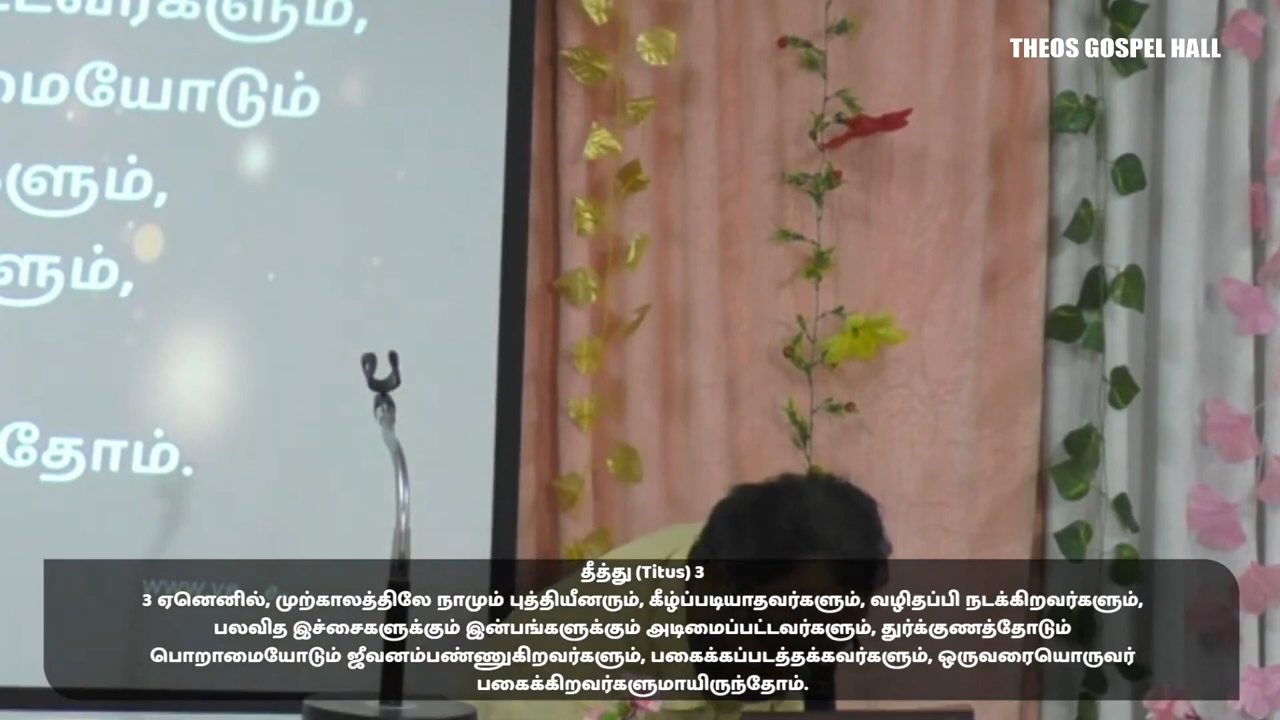 THEOS GOSPEL HALL
மையோடும்
ளும்,
தோம்.
தீத்து (Titus) 3
3 ஏனெனில், முற்காலத்திலே நாமும் புத்தியீனரும், கீழ்ப்படியாதவர்களும், வழிதப்பி நடக்கிறவர்களும்,
பலவித இச்சைகளுக்கும் இன்பங்களுக்கும் அடிமைப்பட்டவர்களும், துர்க்குணத்தோடும்
பொறாமையோடும் ஜீவனம்பண்ணுகிறவர்களும், பகைக்கப்படத்தக்கவர்களும், ஒருவரையொருவர்
பகைக்கிறவர்களுமாயிருந்தோம்.